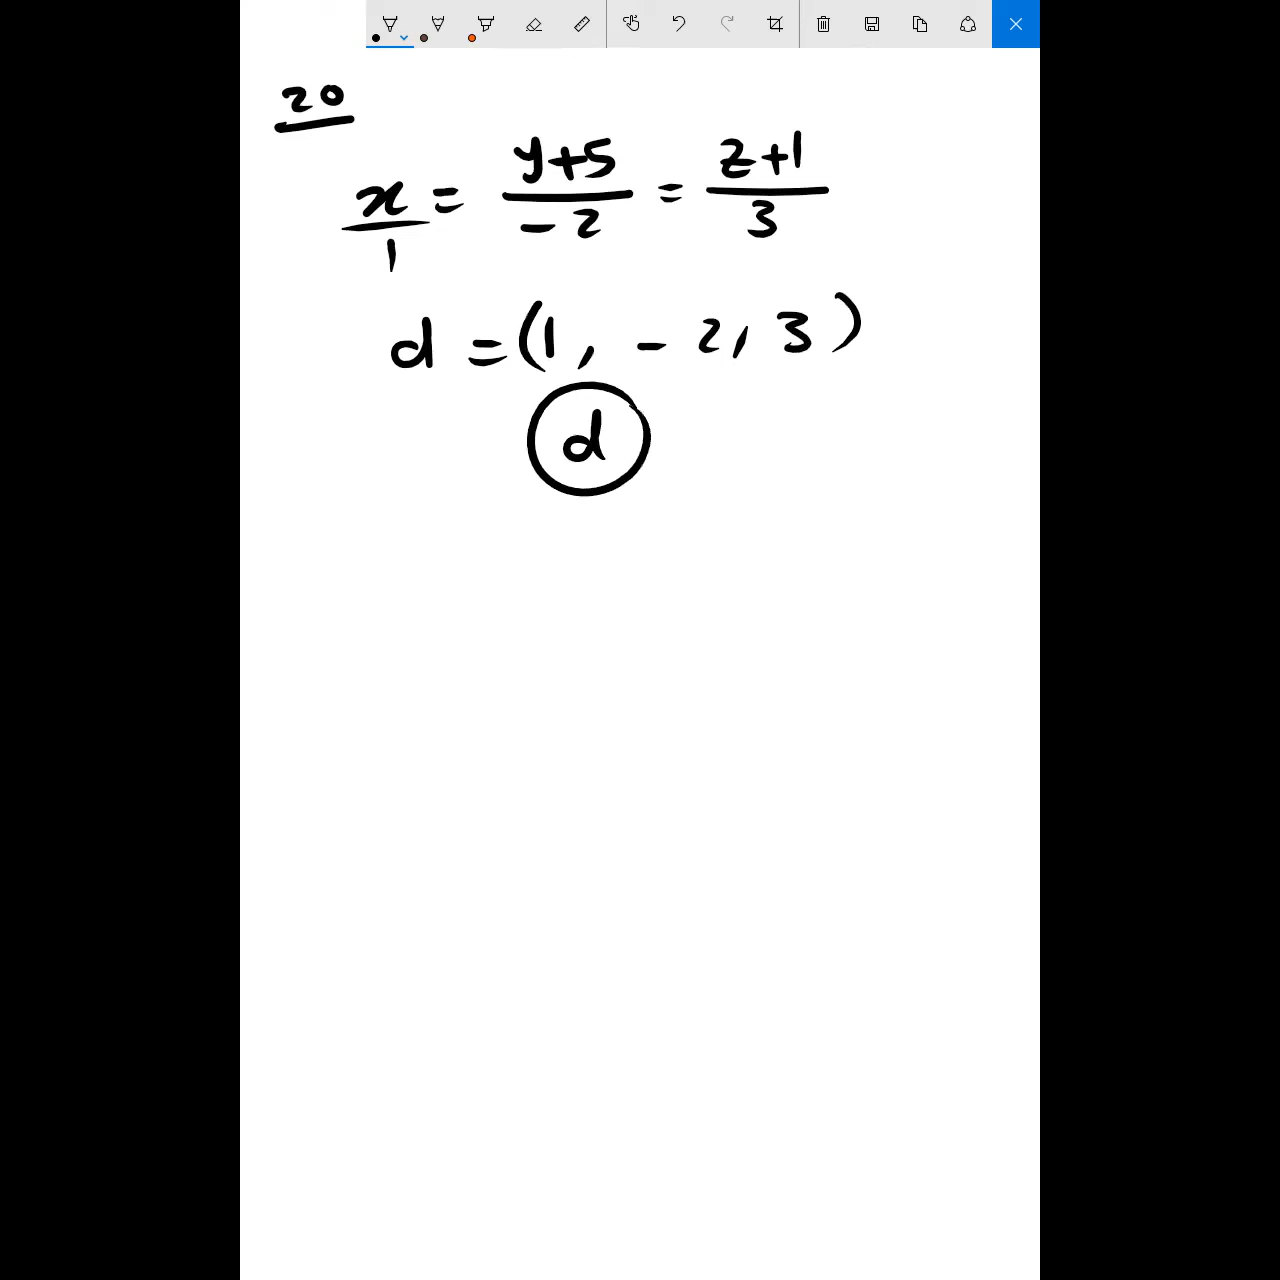 20
x/1 = y+5/-2 = z+1/3
d = (1, -2, 3)
d